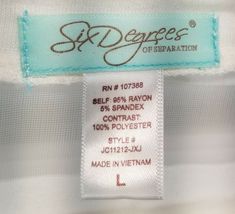 Six Degrees®
OF SEPARATION
RN # 107368
SELF: 95% RAYON
5% SPANDEX
CONTRAST:
100% POLYESTER
STYLE #
JC11212-JXJ
MADE IN VIETNAM
L